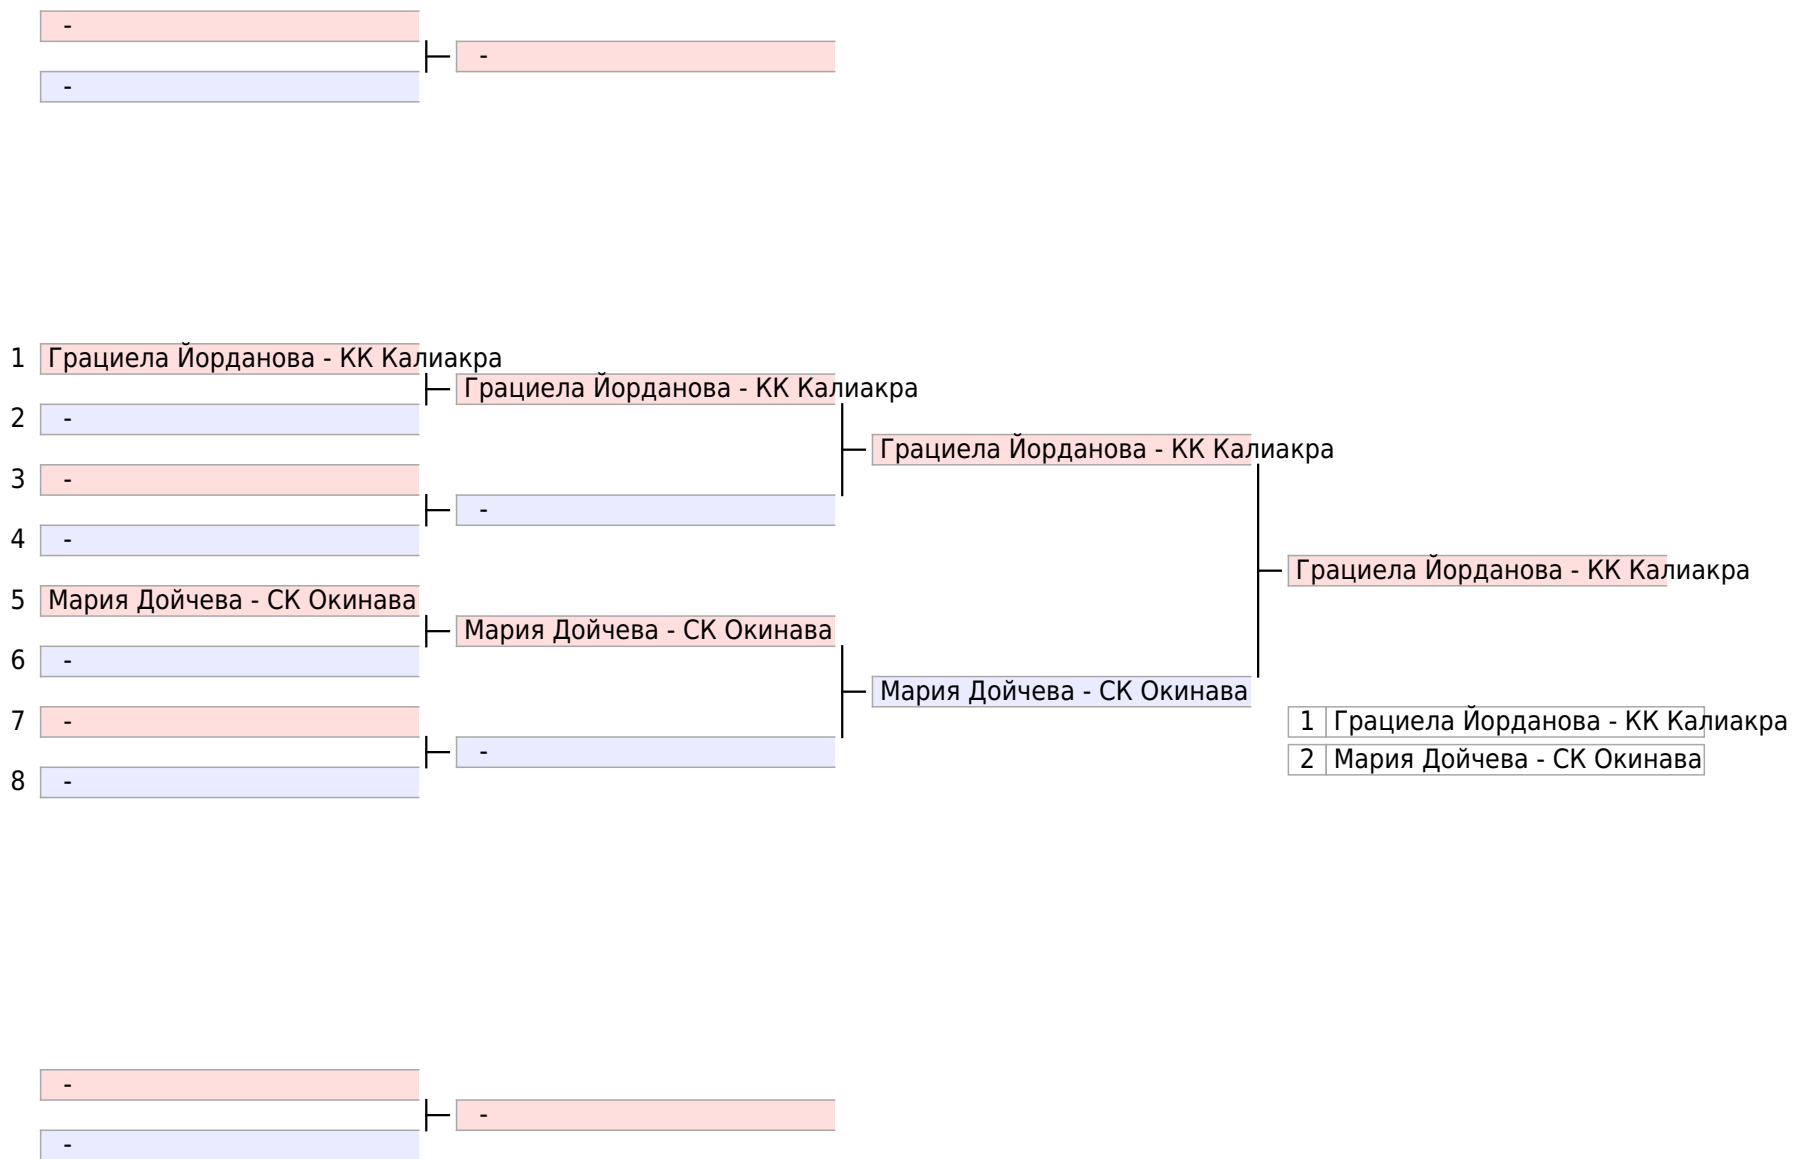 -
-
-
1 Грациела Йорданова - КК Калиакра
Грациела Йорданова - КК Калиакра
2 -
Грациела Йорданова - КК Калиакра
3 -
-
4 -
Грациела Йорданова - КК Калиакра
5 Мария Дойчева - СК Окинава
Мария Дойчева - СК Окинава
6 -
Мария Дойчева - СК Окинава
7 -
1 Грациела Йорданова - КК Калиакра
-
2 Мария Дойчева - СК Окинава
8 -
-
-
-